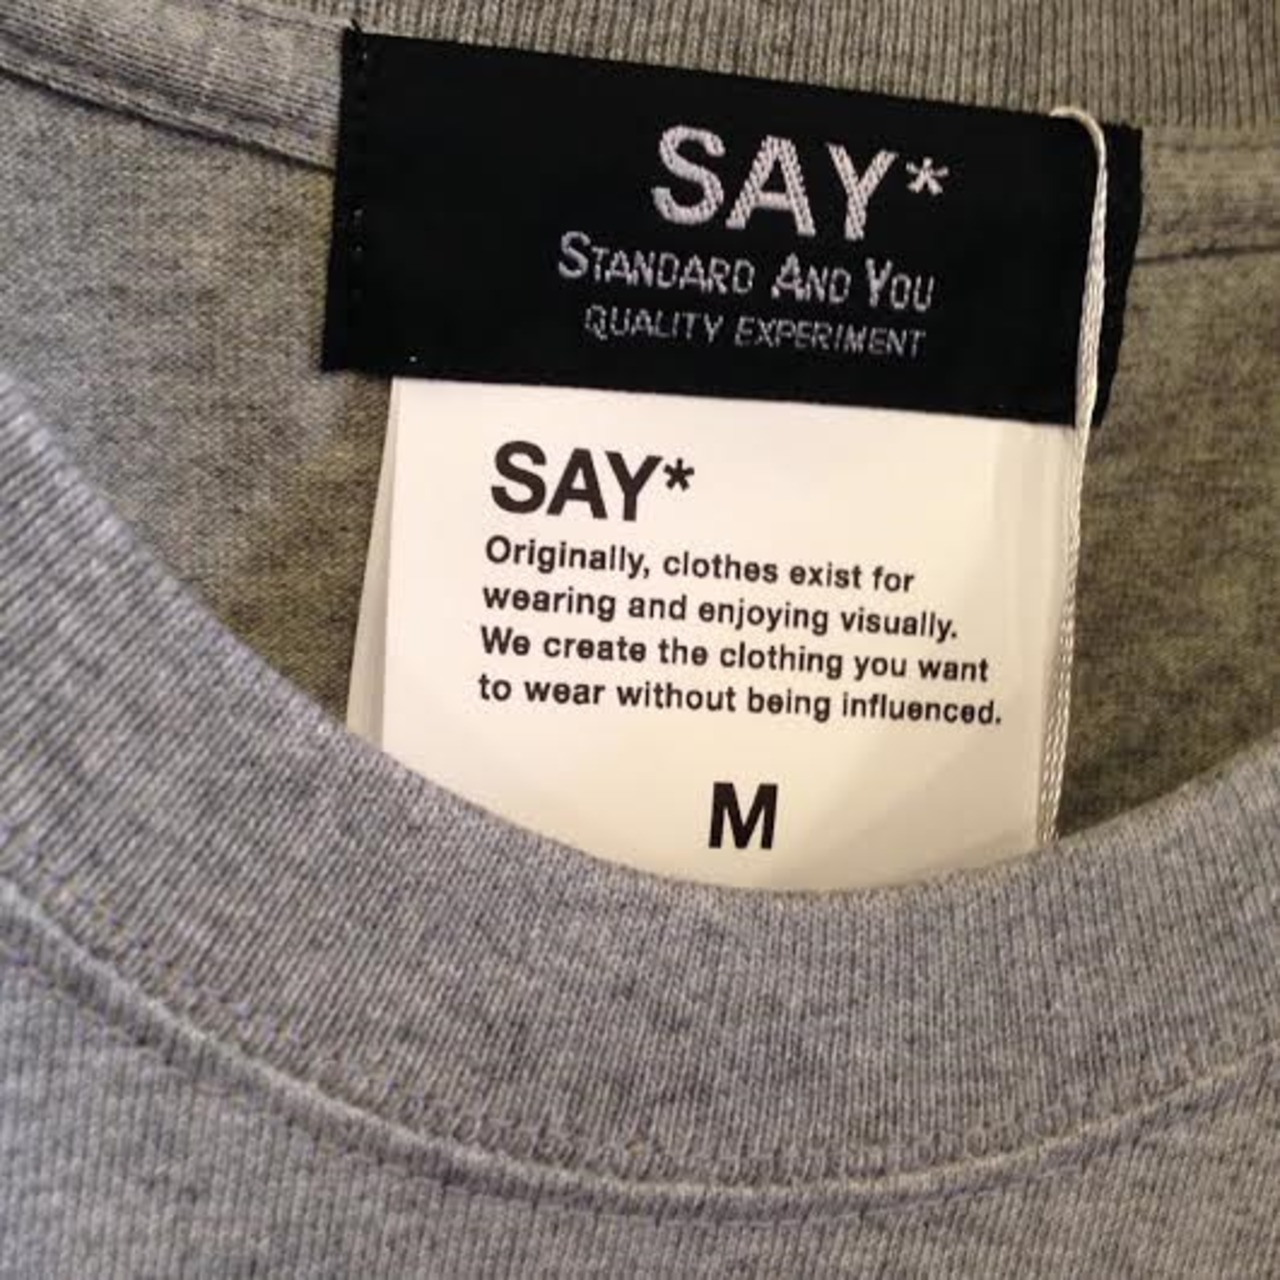 SAY*
STANDARD AND YOU
QUALITY EXPERIMENT
SAY*
Originally, clothes exist for
wearing and enjoying visually.
We create the clothing you want
to wear without being influenced.
M